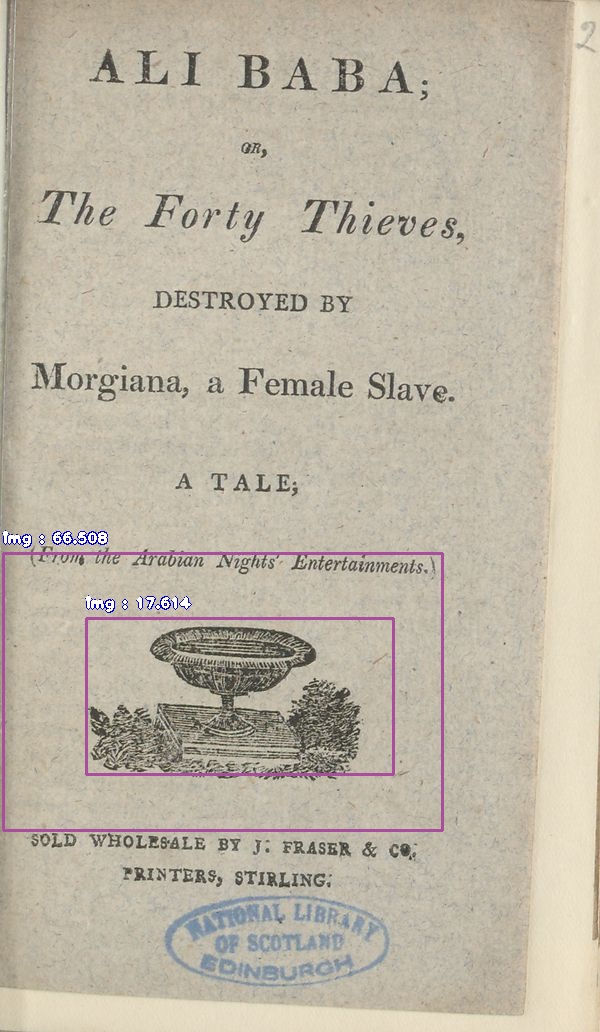 2
ALI BABA;
OR,
The Forty Thieves,
DESTROYED BY
Morgiana, a Female Slave.
A TALE;
img : 66.508
(From the Arabian Nights' Entertainments.)
img : 17.614
SOLD WHOLESALE BY J. FRASER & CO.
PRINTERS, STIRLING.
NATIONAL LIBRARY
OF SCOTLAND
EDINBURGH